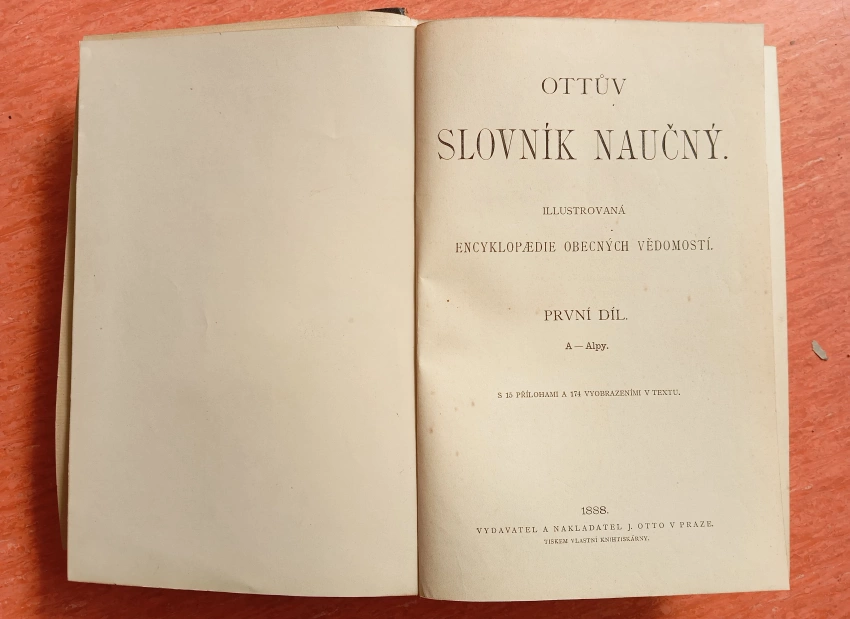 OTTŮV
SLOVNÍK NAUČNÝ.
ILLUSTROVANÁ
ENCYKLOPÆDIE OBECNÝCH VĚDOMOSTÍ.
PRVNÍ DÍL.
A — Alpy.
S 15 PŘÍLOHAMI A 174 VYOBRAZENÍMI V TEXTU.
1888.
VYDAVATEL A NAKLADATEL J. OTTO V PRAZE.
TISKEM VLASTNÍ KNIHTISKÁRNY.